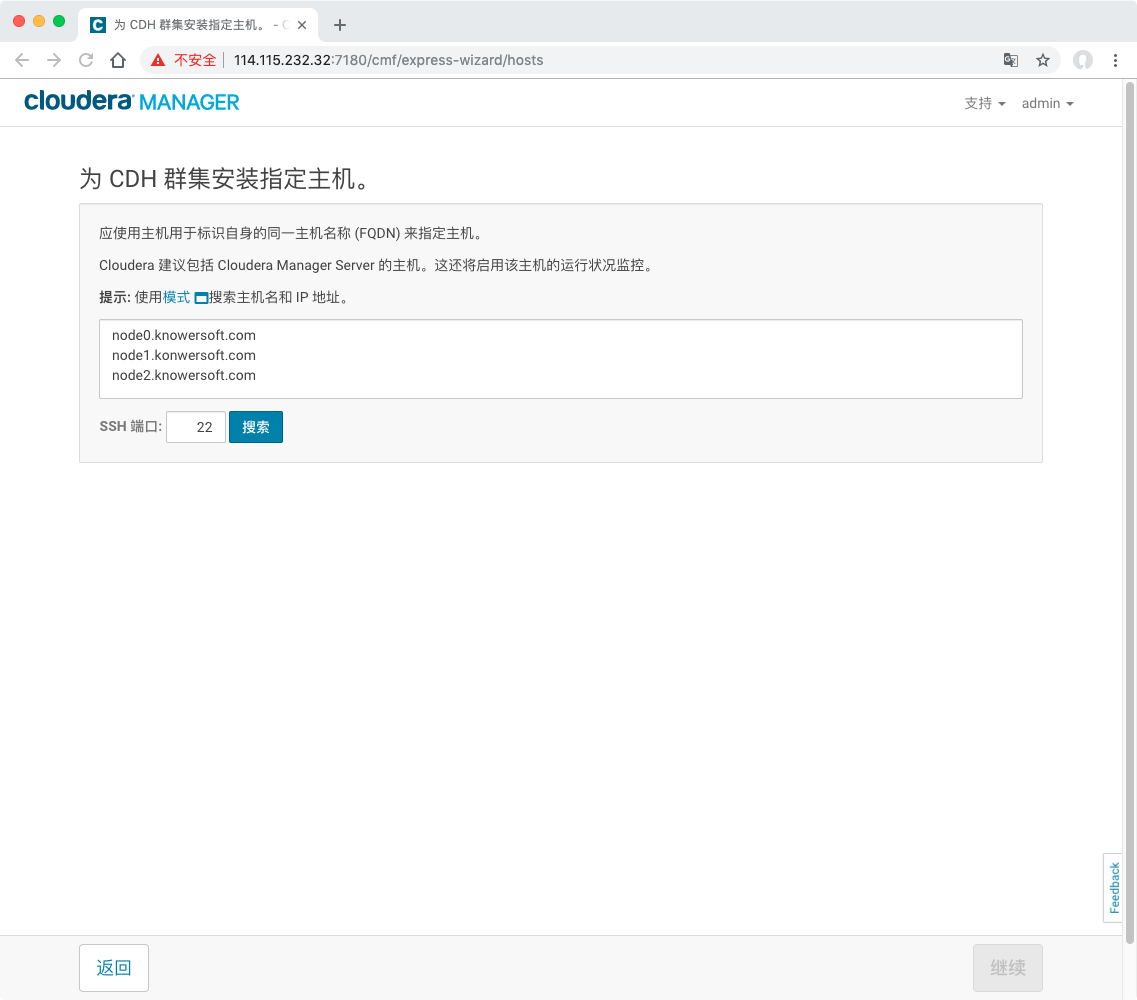 为 CDH 群集安装指定主机。 - C
不安全 114.115.232.32:7180/cmf/express-wizard/hosts
cloudera MANAGER
支持 admin
为 CDH 群集安装指定主机。
应使用主机用于标识自身的同一主机名称 (FQDN) 来指定主机。
Cloudera 建议包括 Cloudera Manager Server 的主机。这还将启用该主机的运行状况监控。
提示: 使用模式 搜索主机名和 IP 地址。
node0.knowersoft.com
node1.konwersoft.com
node2.knowersoft.com
SSH 端口: 22 搜索
Feedback
返回 继续